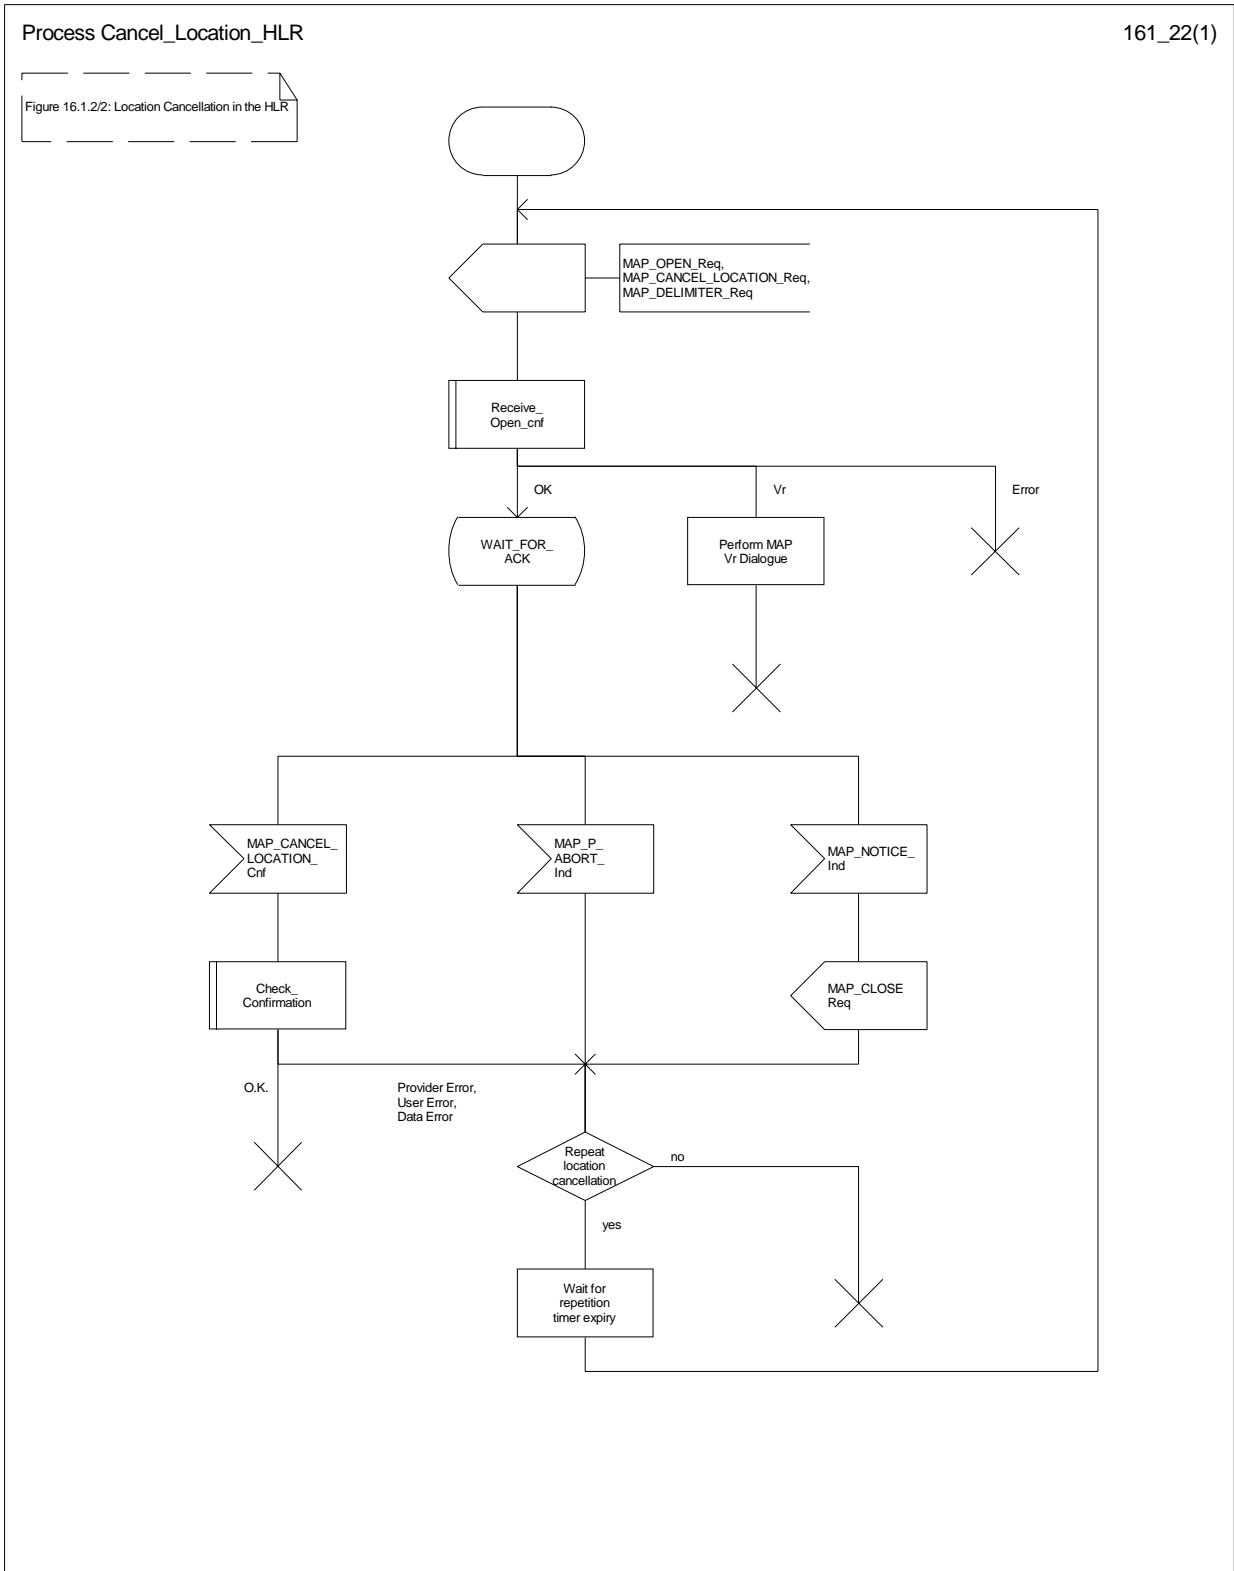 Process Cancel_Location_HLR
161_22(1)
Figure 16.1.2/2: Location Cancellation in the HLR
MAP_OPEN_Req,
MAP_CANCEL_LOCATION_Req,
MAP_DELIMITER_Req
Receive_
Open_cnf
OK
Vr
Error
WAIT_FOR_
ACK
Perform MAP
Vr Dialogue
MAP_CANCEL_
LOCATION_
Cnf
MAP_P_
ABORT_
Ind
MAP_NOTICE_
Ind
Check_
Confirmation
MAP_CLOSE
Req
O.K.
Provider Error,
User Error,
Data Error
Repeat
location
cancellation
no
yes
Wait for
repetition
timer expiry